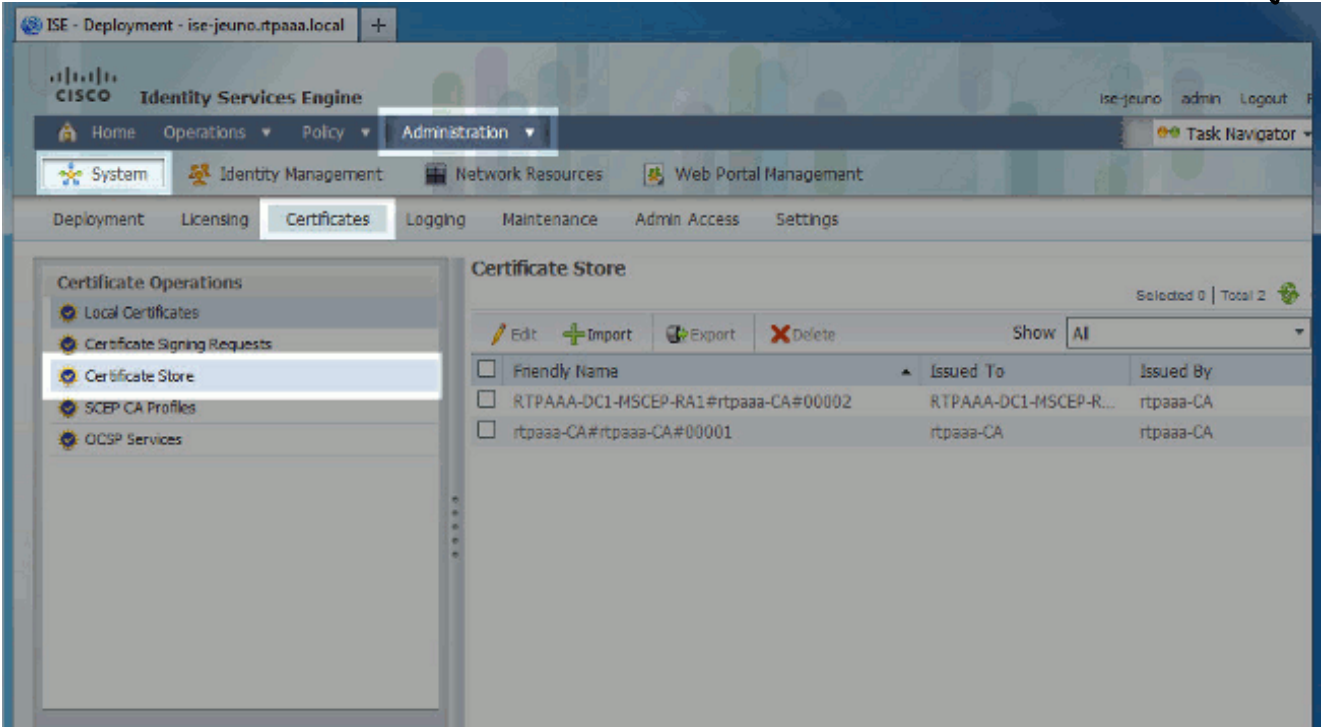 ISE - Deployment - ise-jeuno.rtpaaa.local +
CISCO Identity Services Engine
ise-jeuno admin Logout
Home Operations Policy Administration Task Navigator
System Identity Management Network Resources Web Portal Management
Deployment Licensing Certificates Logging Maintenance Admin Access Settings
Certificate Operations
Local Certificates
Certificate Signing Requests
Certificate Store
SCEP CA Profiles
OCSP Services
Certificate Store
Selected 0 | Total 2
Edit Import Export Delete Show All
Friendly Name Issued To Issued By
RTPAAA-DC1-MSCEP-RA1#rtpaaa-CA#00002 RTPAAA-DC1-MSCEP-R... rtpaaa-CA
rtpaaa-CA#rtpaaa-CA#00001 rtpaaa-CA rtpaaa-CA